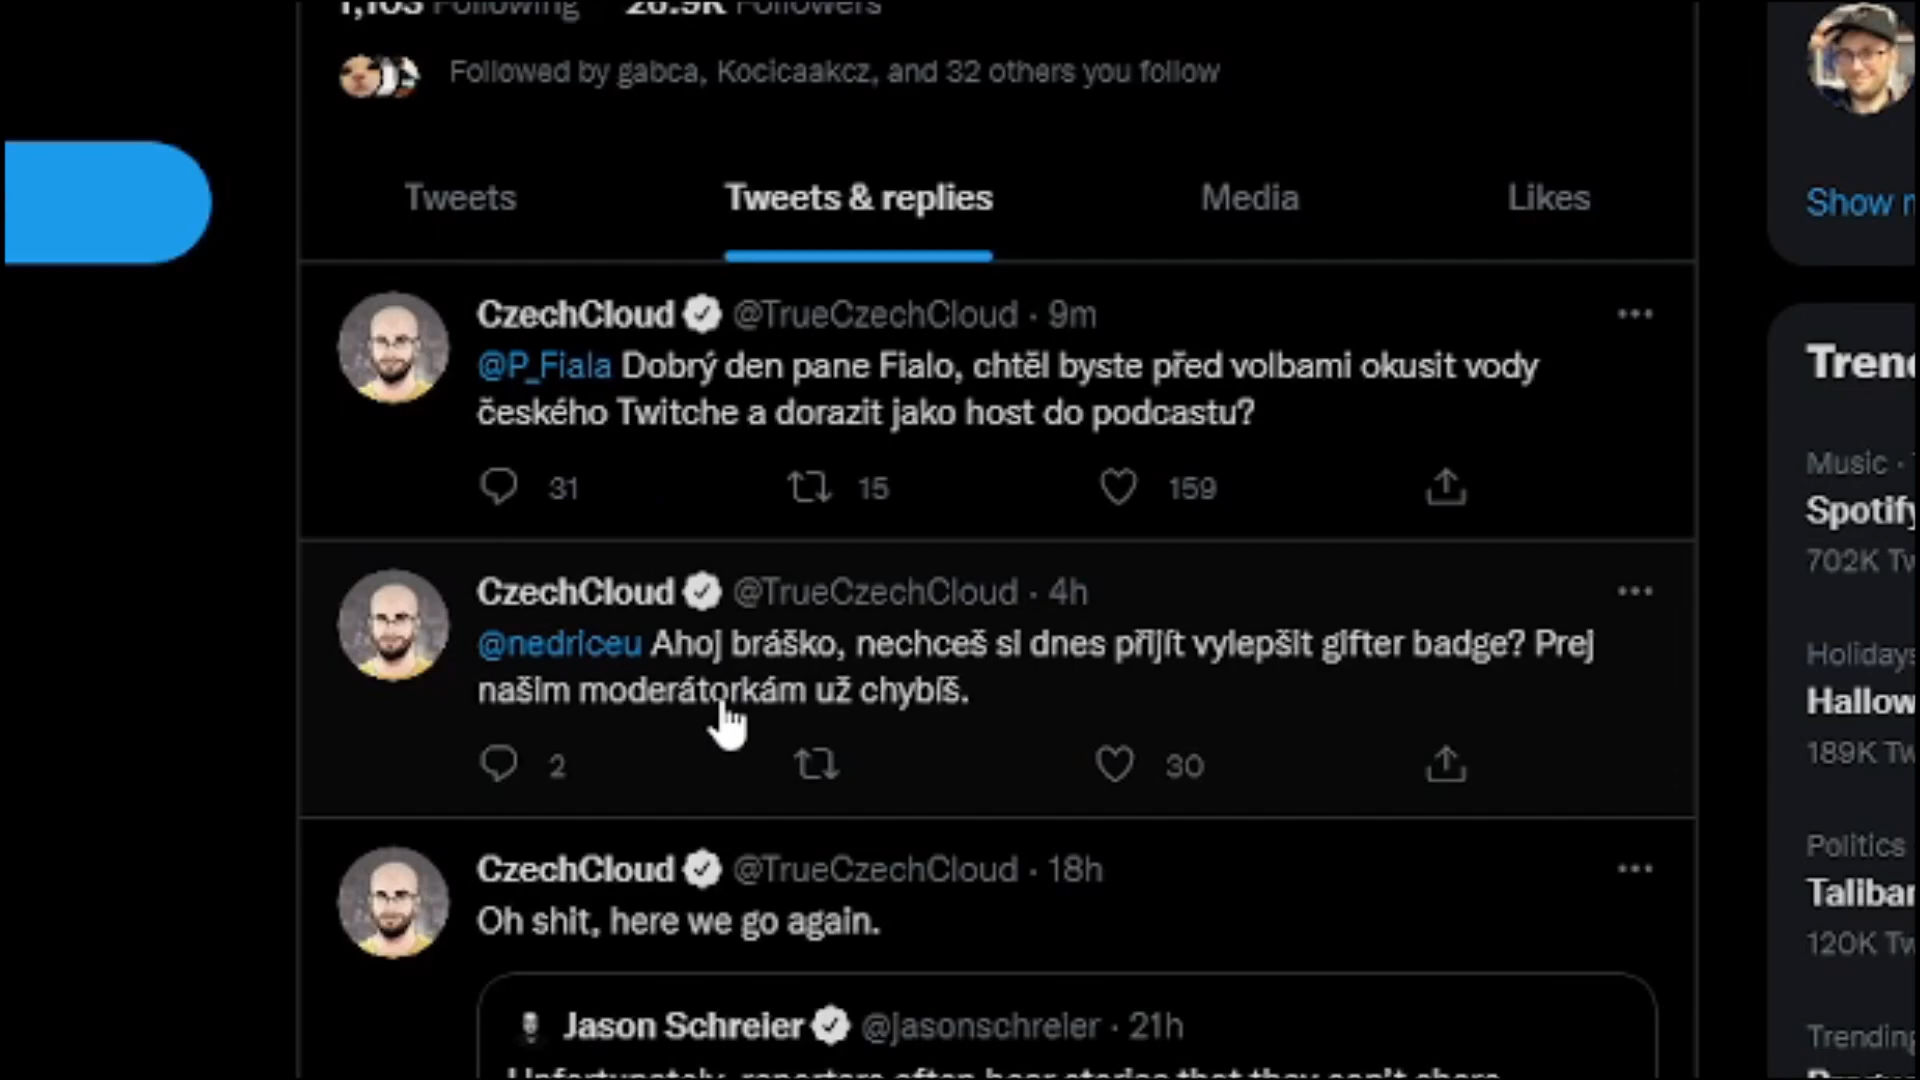 1,103 Following 26.9K Followers
Followed by gabca, Kocicaakcz, and 32 others you follow
Tweets Tweets & replies Media Likes
Show
CzechCloud @TrueCzechCloud · 9m
@P_Fiala Dobrý den pane Fialo, chtěl byste před volbami okusit vody
českého Twitche a dorazit jako host do podcastu?
31 15 159
CzechCloud @TrueCzechCloud · 4h
@nedriceu Ahoj bráško, nechceš si dnes přijít vylepšit gifter badge? Prej
našim moderátorkám už chybíš.
2 30
CzechCloud @TrueCzechCloud · 18h
Oh shit, here we go again.
Jason Schreier @jasonschreier · 21h
Unfortunately, reporters often hear stories that they can't share
Tren
Music ·
Spotify
702K Tw
Holidays
Hallow
189K Tw
Politics
Taliban
120K Tw
Trending